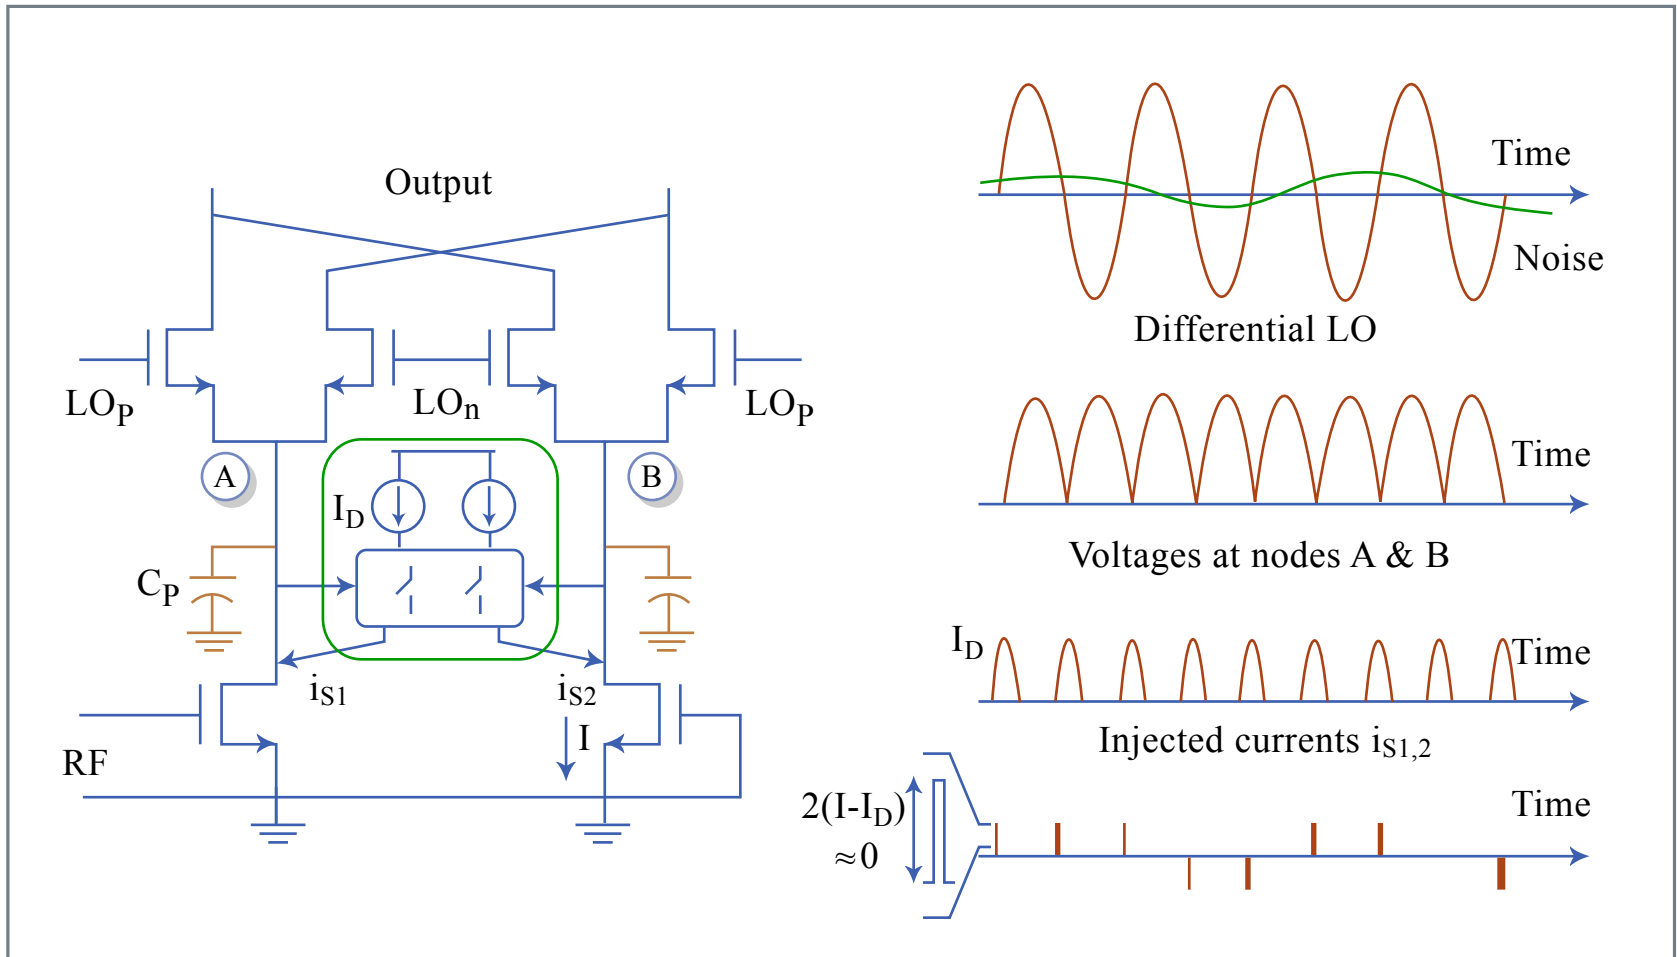 Output
LOP
LOn
LOP
A
B
ID
CP
iS1
iS2
I
RF
Time
Noise
Differential LO
Time
Voltages at nodes A & B
ID
Time
Injected currents iS1,2
2(I-ID)
≈0
Time